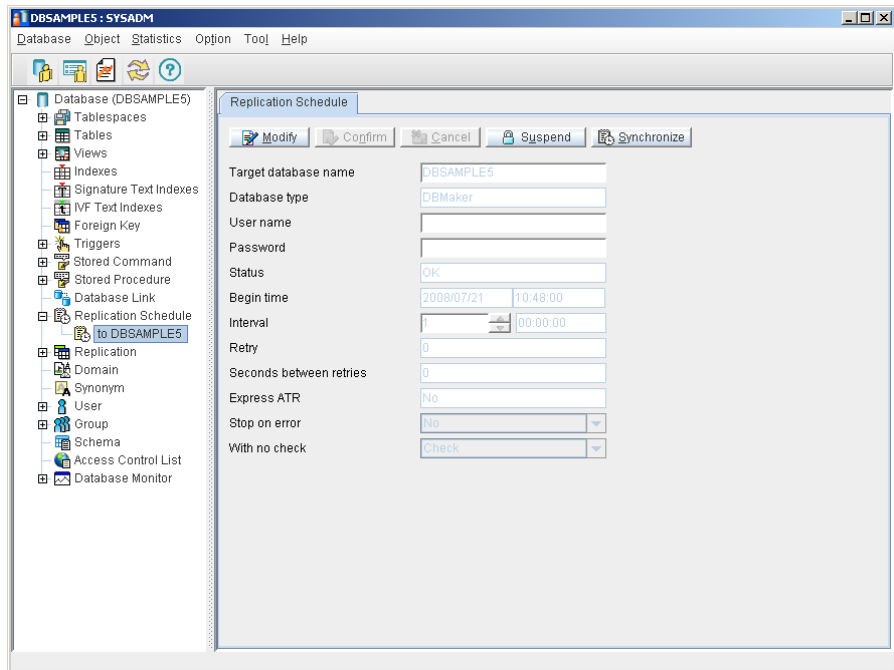 DBSAMPLE5 : SYSADM
Database Object Statistics Option Tool Help
Database (DBSAMPLE5)
Tablespaces
Tables
Views
Indexes
Signature Text Indexes
IVF Text Indexes
Foreign Key
Triggers
Stored Command
Stored Procedure
Database Link
Replication Schedule
to DBSAMPLE5
Replication
Domain
Synonym
User
Group
Schema
Access Control List
Database Monitor
Replication Schedule
Modify Confirm Cancel Suspend Synchronize
Target database name DBSAMPLE5
Database type DBMaker
User name
Password
Status OK
Begin time 2008/07/21 10:48:00
Interval 1 00:00:00
Retry 0
Seconds between retries 0
Express ATR No
Stop on error No
With no check Check